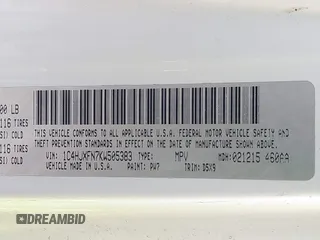 00 LB
116 TIRES
SI) COLD
116 TIRES
SI) COLD
THIS VEHICLE CONFORMS TO ALL APPLICABLE U.S.A. FEDERAL MOTOR VEHICLE SAFETY AND
THEFT PREVENTION STANDARDS IN EFFECT ON THE DATE OF MANUFACTURE SHOWN ABOVE.
VIN: 1C4HJXFN7KW505383 TYPE: MPV MDH: 021215 460AA
VEHICLE MADE IN U.S.A. PAINT: PW7 TRIM: D5X9
DREAMBID